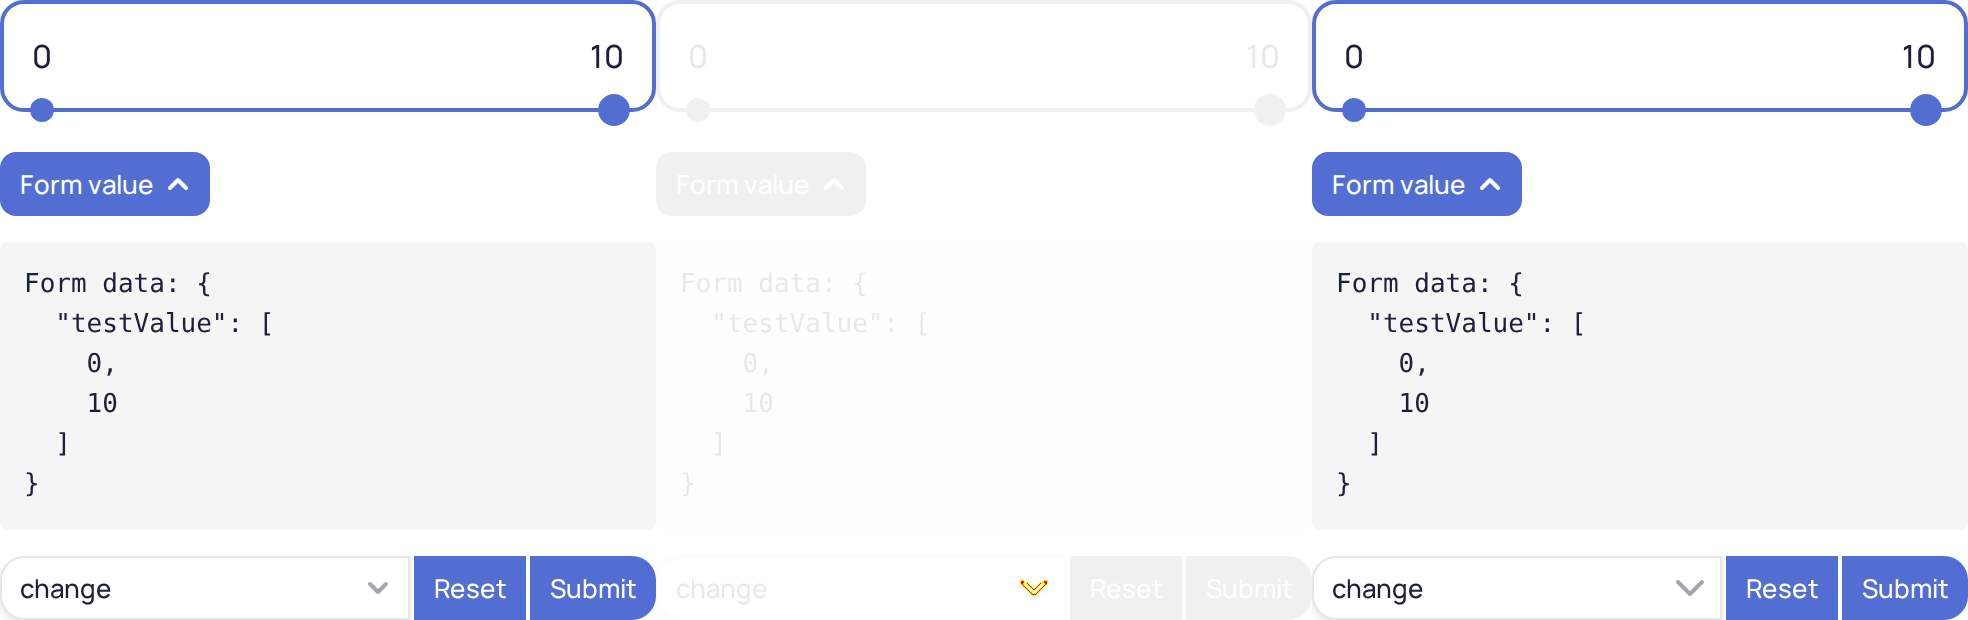 0 10
Form value
Form data: {
  "testValue": [
    0,
    10
  ]
}
change Reset Submit
0 10
Form value
Form data: {
  "testValue": [
    0,
    10
  ]
}
change Reset Submit
0 10
Form value
Form data: {
  "testValue": [
    0,
    10
  ]
}
change Reset Submit